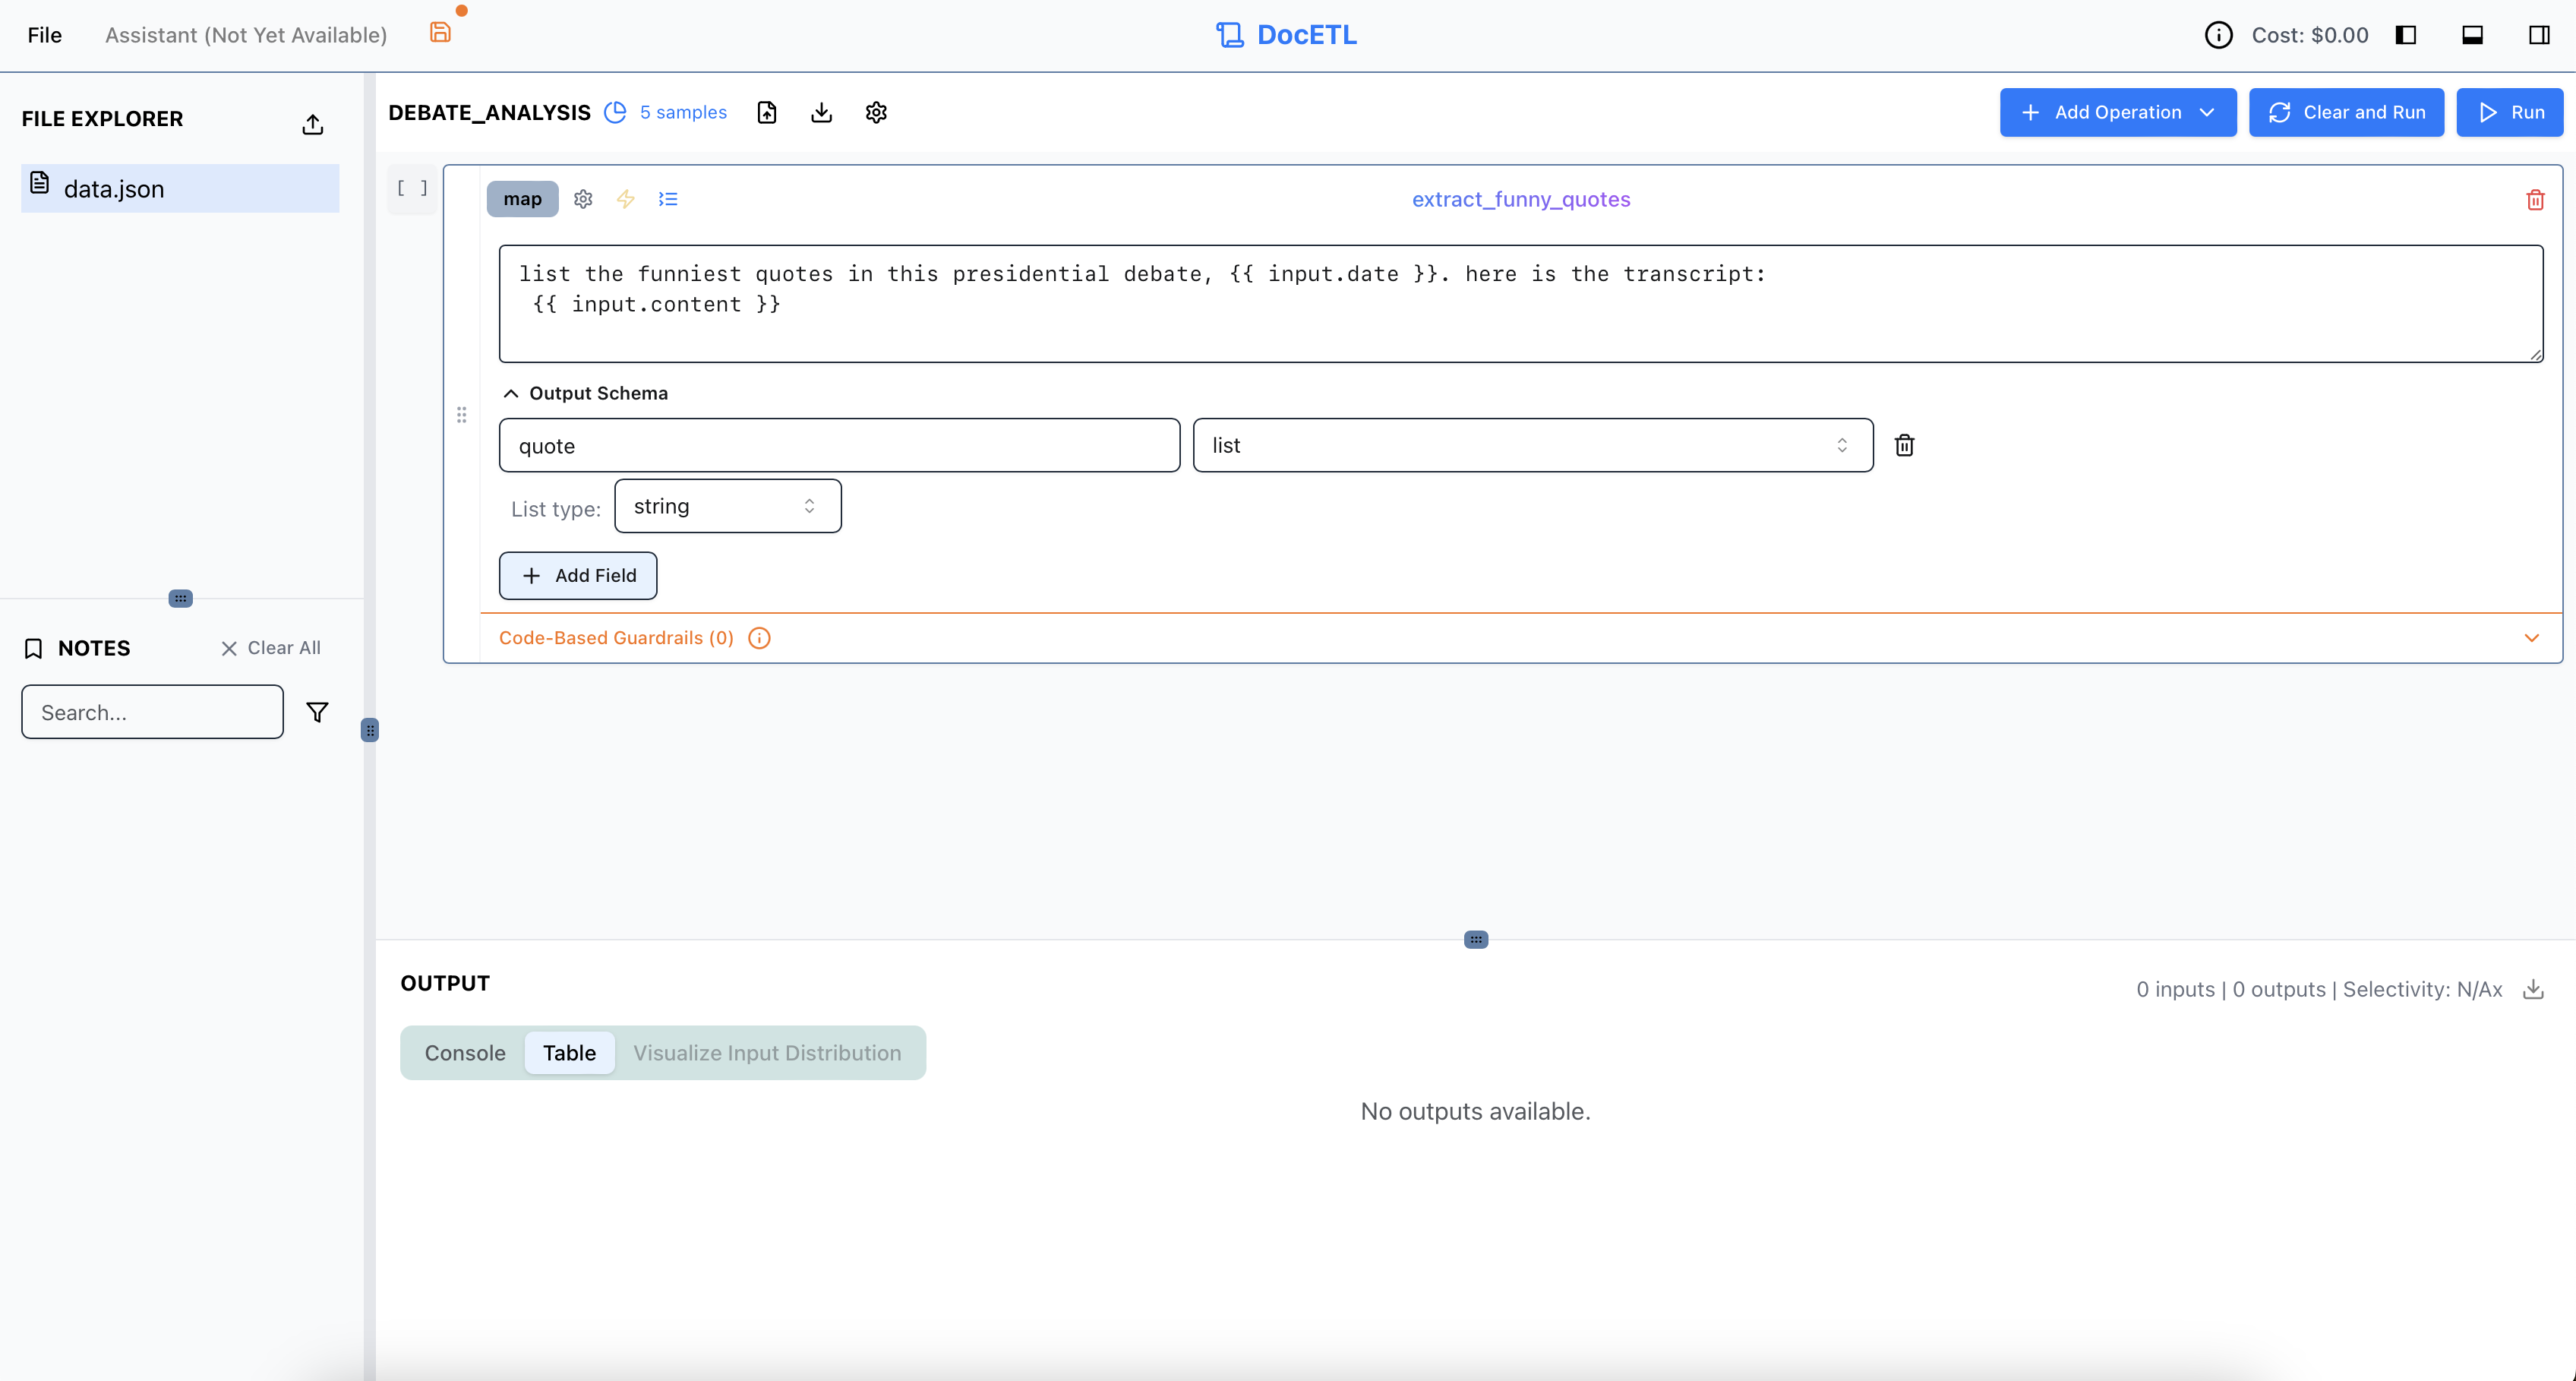 File
Assistant (Not Yet Available)
DocETL
Cost: $0.00
FILE EXPLORER
data.json
NOTES
Clear All
Search...
DEBATE_ANALYSIS
5 samples
Add Operation
Clear and Run
Run
[ ]
map
extract_funny_quotes
list the funniest quotes in this presidential debate, {{ input.date }}. here is the transcript:
{{ input.content }}
Output Schema
quote
list
List type:
string
Add Field
Code-Based Guardrails (0)
OUTPUT
0 inputs | 0 outputs | Selectivity: N/Ax
Console
Table
Visualize Input Distribution
No outputs available.